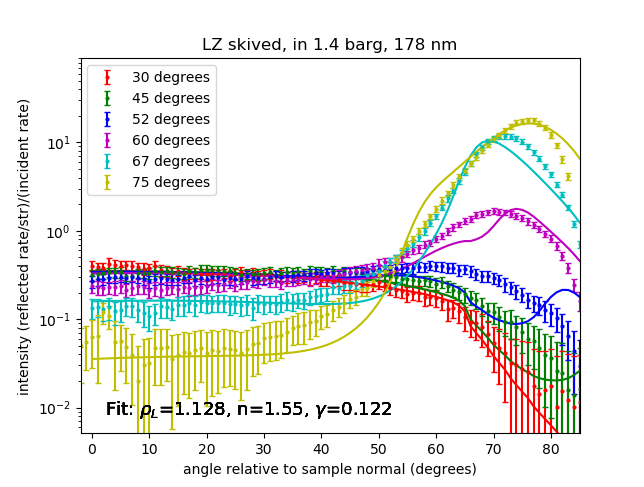 LZ skived, in 1.4 barg, 178 nm
intensity (reflected rate/str)/(incident rate)
10¹
10⁰
10⁻¹
10⁻²
30 degrees
45 degrees
52 degrees
60 degrees
67 degrees
75 degrees
Fit: ρ_L=1.128, n=1.55, γ=0.122
0 10 20 30 40 50 60 70 80
angle relative to sample normal (degrees)